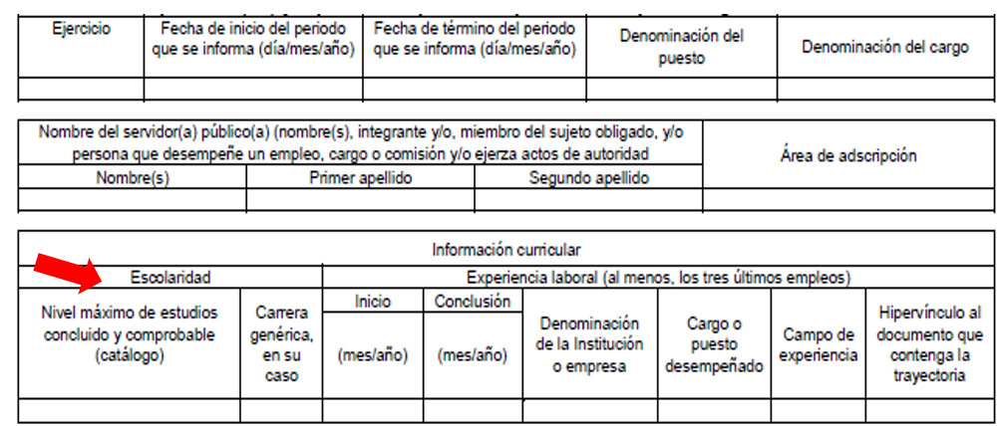 Ejercicio
Fecha de inicio del periodo
que se informa (día/mes/año)
Fecha de término del periodo
que se informa (día/mes/año)
Denominación del
puesto
Denominación del cargo
Nombre del servidor(a) público(a) (nombre(s), integrante y/o, miembro del sujeto obligado, y/o
persona que desempeñe un empleo, cargo o comisión y/o ejerza actos de autoridad
Área de adscripción
Nombre(s)
Primer apellido
Segundo apellido
Información curricular
Escolaridad
Experiencia laboral (al menos, los tres últimos empleos)
Nivel máximo de estudios
concluido y comprobable
(catálogo)
Carrera
genérica,
en su
caso
Inicio
(mes/año)
Conclusión
(mes/año)
Denominación
de la Institución
o empresa
Cargo o
puesto
desempeñado
Campo de
experiencia
Hipervínculo al
documento que
contenga la
trayectoria